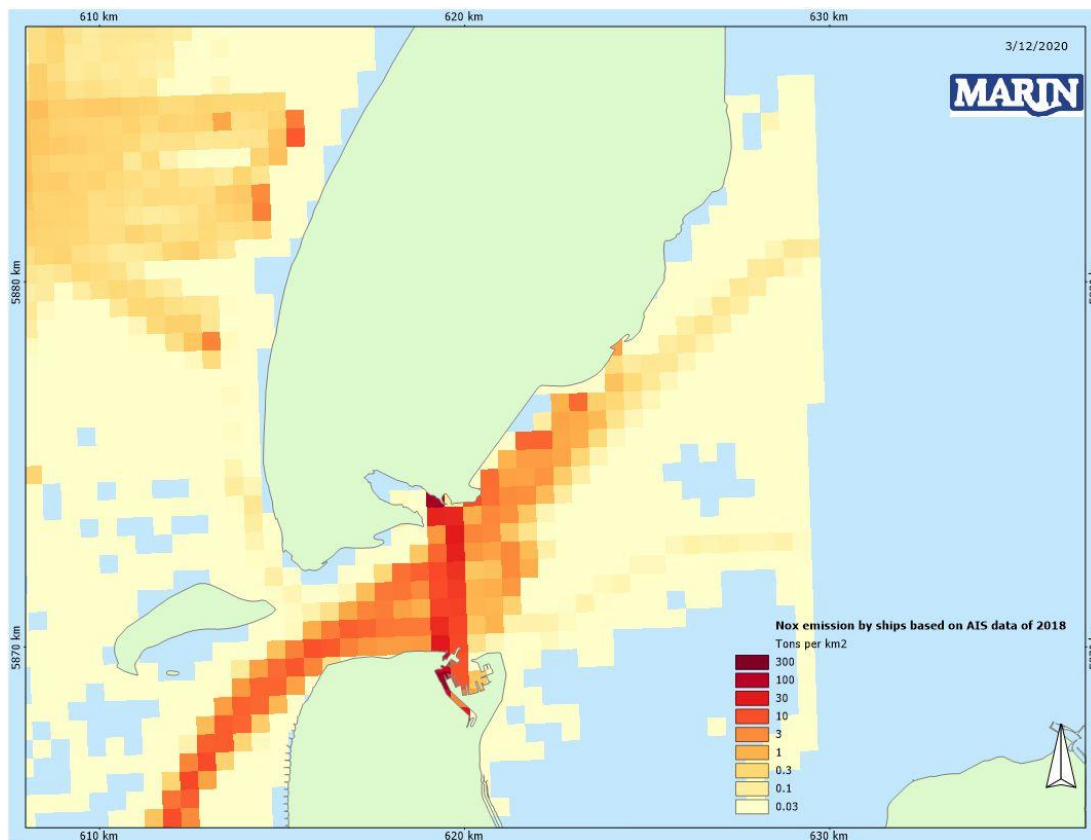 610 km
620 km
630 km
3/12/2020
MARIN
5880 km
Nox emission by ships based on AIS data of 2018
Tons per km2
300
100
30
10
3
1
0.3
0.1
0.03
5870 km
610 km
620 km
630 km